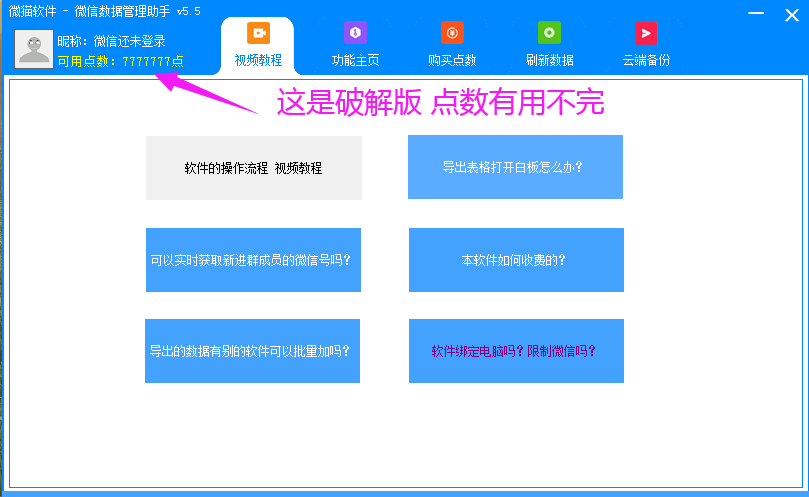 微猫软件 - 微信数据管理助手 v5.5
昵称：微信还未登录
可用点数：7777777点
视频教程
功能主页
购买点数
刷新数据
云端备份
这是破解版 点数有用不完
软件的操作流程 视频教程
导出表格打开白板怎么办？
可以实时获取新进群成员的微信号吗？
本软件如何收费的？
导出的数据有别的软件可以批量加吗？
软件绑定电脑吗？限制微信吗？